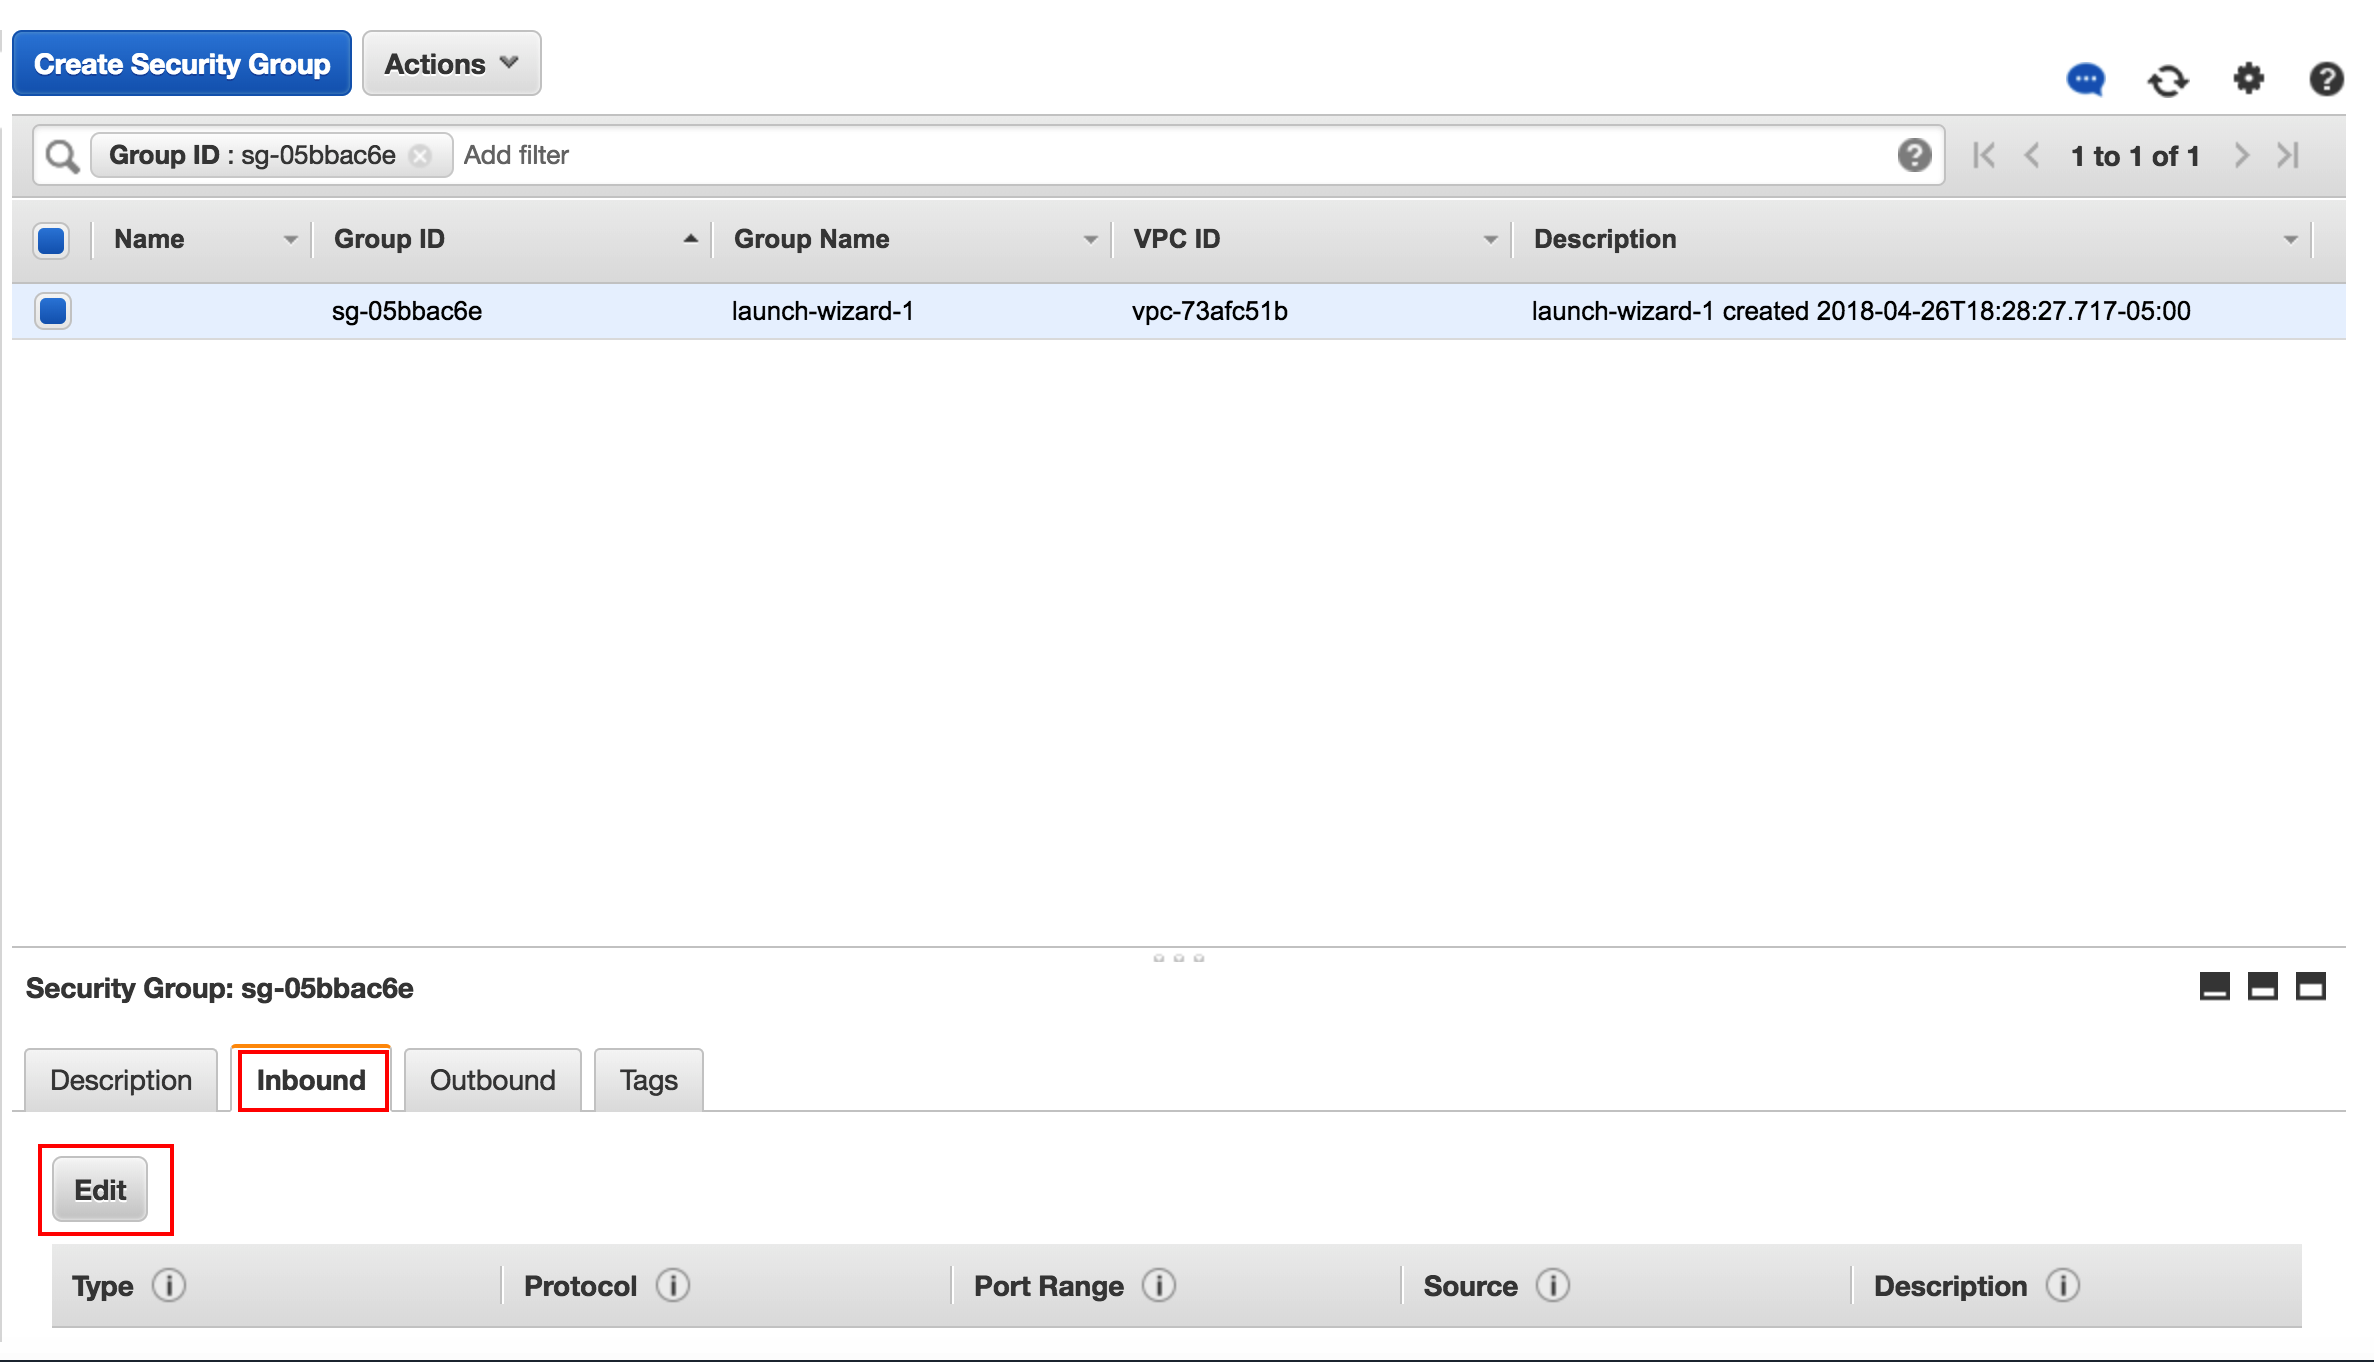 Create Security Group Actions
Group ID : sg-05bbac6e Add filter 1 to 1 of 1
Name Group ID Group Name VPC ID Description
sg-05bbac6e launch-wizard-1 vpc-73afc51b launch-wizard-1 created 2018-04-26T18:28:27.717-05:00
Security Group: sg-05bbac6e
Description Inbound Outbound Tags
Edit
Type Protocol Port Range Source Description